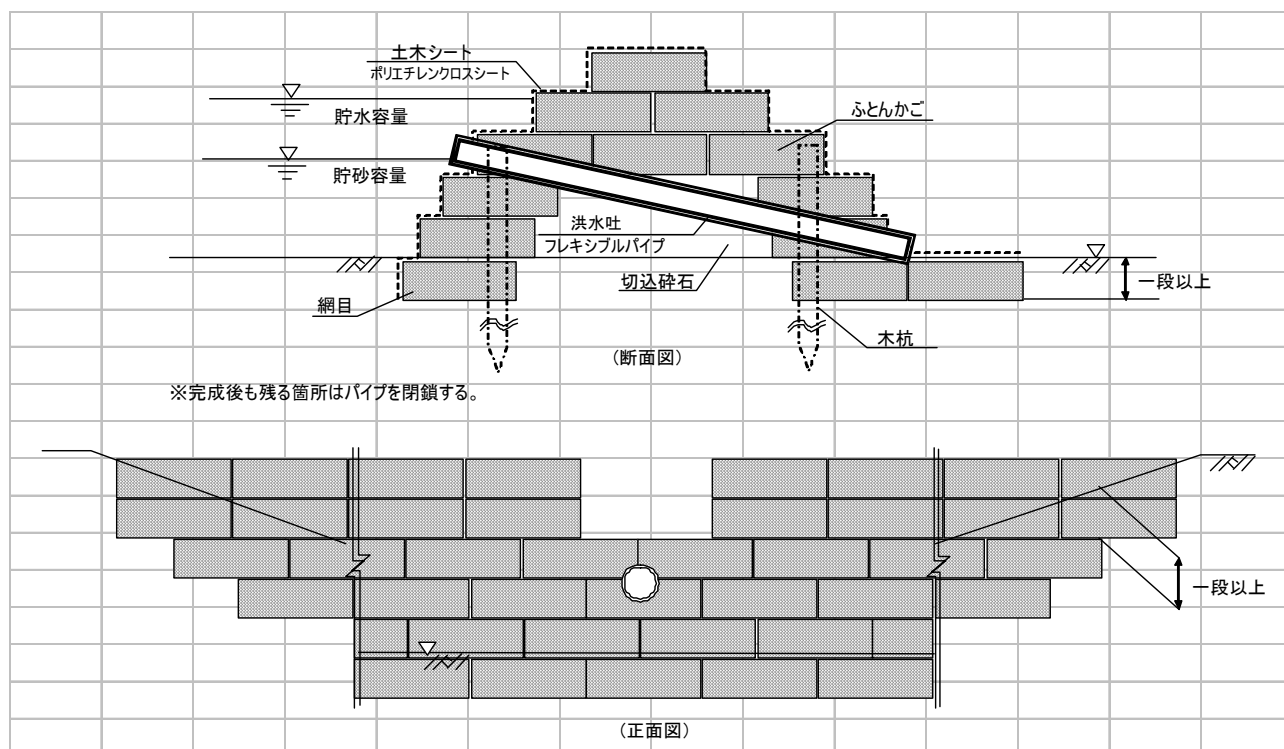 土木シート
ポリエチレンクロスシート
貯水容量
ふとんかご
貯砂容量
洪水吐
フレキシブルパイプ
切込砕石
一段以上
網目
木杭
(断面図)
※完成後も残る箇所はパイプを閉鎖する。
一段以上
(正面図)